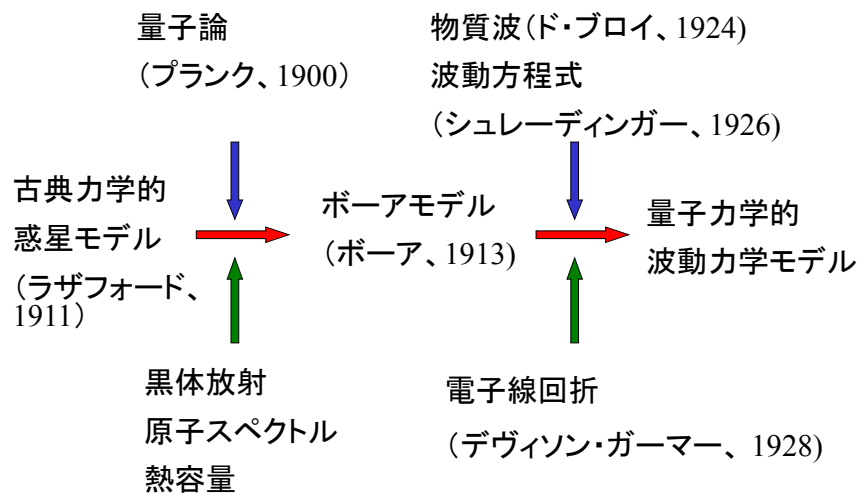 量子論
(プランク、1900)
物質波(ド・ブロイ、1924)
波動方程式
(シュレーディンガー、1926)
古典力学的
惑星モデル
(ラザフォード、
1911)
ボーアモデル
(ボーア、1913)
量子力学的
波動力学モデル
黒体放射
原子スペクトル
熱容量
電子線回折
(デヴィソン・ガーマー、 1928)